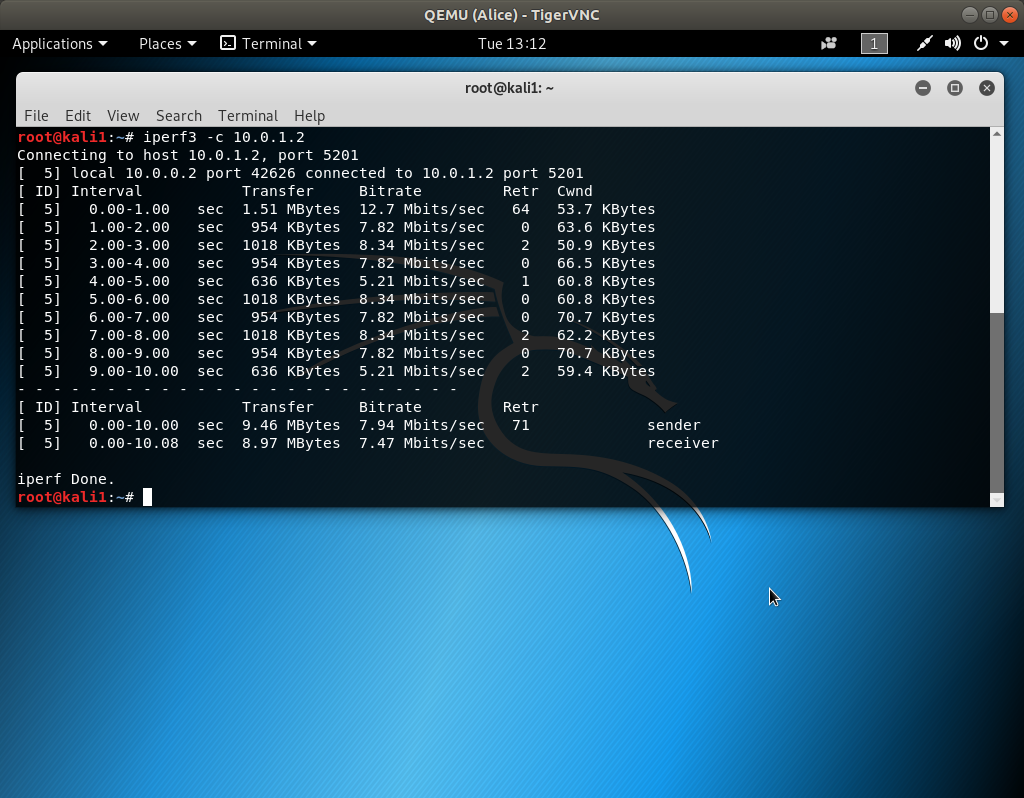 QEMU (Alice) - TigerVNC
Applications Places Terminal Tue 13:12 1
root@kali1: ~
File Edit View Search Terminal Help
root@kali1:~# iperf3 -c 10.0.1.2
Connecting to host 10.0.1.2, port 5201
[  5] local 10.0.0.2 port 42626 connected to 10.0.1.2 port 5201
[ ID] Interval           Transfer     Bitrate         Retr  Cwnd
[  5]   0.00-1.00   sec  1.51 MBytes  12.7 Mbits/sec   64   53.7 KBytes
[  5]   1.00-2.00   sec   954 KBytes  7.82 Mbits/sec    0   63.6 KBytes
[  5]   2.00-3.00   sec  1018 KBytes  8.34 Mbits/sec    2   50.9 KBytes
[  5]   3.00-4.00   sec   954 KBytes  7.82 Mbits/sec    0   66.5 KBytes
[  5]   4.00-5.00   sec   636 KBytes  5.21 Mbits/sec    1   60.8 KBytes
[  5]   5.00-6.00   sec  1018 KBytes  8.34 Mbits/sec    0   60.8 KBytes
[  5]   6.00-7.00   sec   954 KBytes  7.82 Mbits/sec    0   70.7 KBytes
[  5]   7.00-8.00   sec  1018 KBytes  8.34 Mbits/sec    2   62.2 KBytes
[  5]   8.00-9.00   sec   954 KBytes  7.82 Mbits/sec    0   70.7 KBytes
[  5]   9.00-10.00  sec   636 KBytes  5.21 Mbits/sec    2   59.4 KBytes
- - - - - - - - - - - - - - - - - - - - - - - - -
[ ID] Interval           Transfer     Bitrate         Retr
[  5]   0.00-10.00  sec  9.46 MBytes  7.94 Mbits/sec   71             sender
[  5]   0.00-10.08  sec  8.97 MBytes  7.47 Mbits/sec                  receiver
iperf Done.
root@kali1:~#